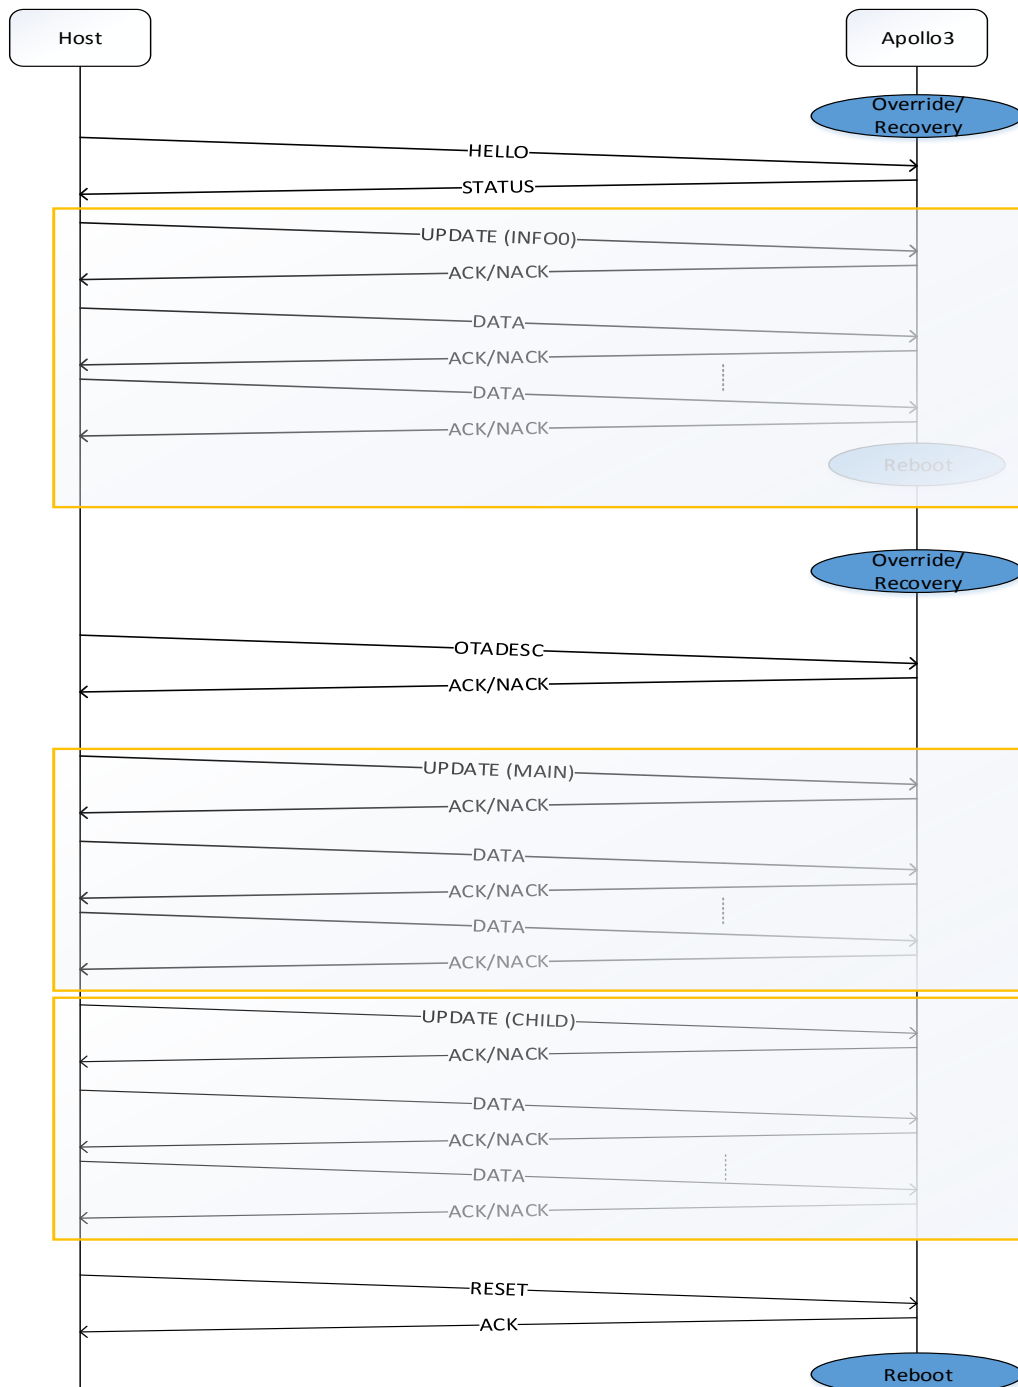 Host
Apollo3
Override/
Recovery
HELLO
STATUS
UPDATE (INFO0)
ACK/NACK
DATA
ACK/NACK
DATA
ACK/NACK
Reboot
Override/
Recovery
OTADESC
ACK/NACK
UPDATE (MAIN)
ACK/NACK
DATA
ACK/NACK
DATA
ACK/NACK
UPDATE (CHILD)
ACK/NACK
DATA
ACK/NACK
DATA
ACK/NACK
RESET
ACK
Reboot